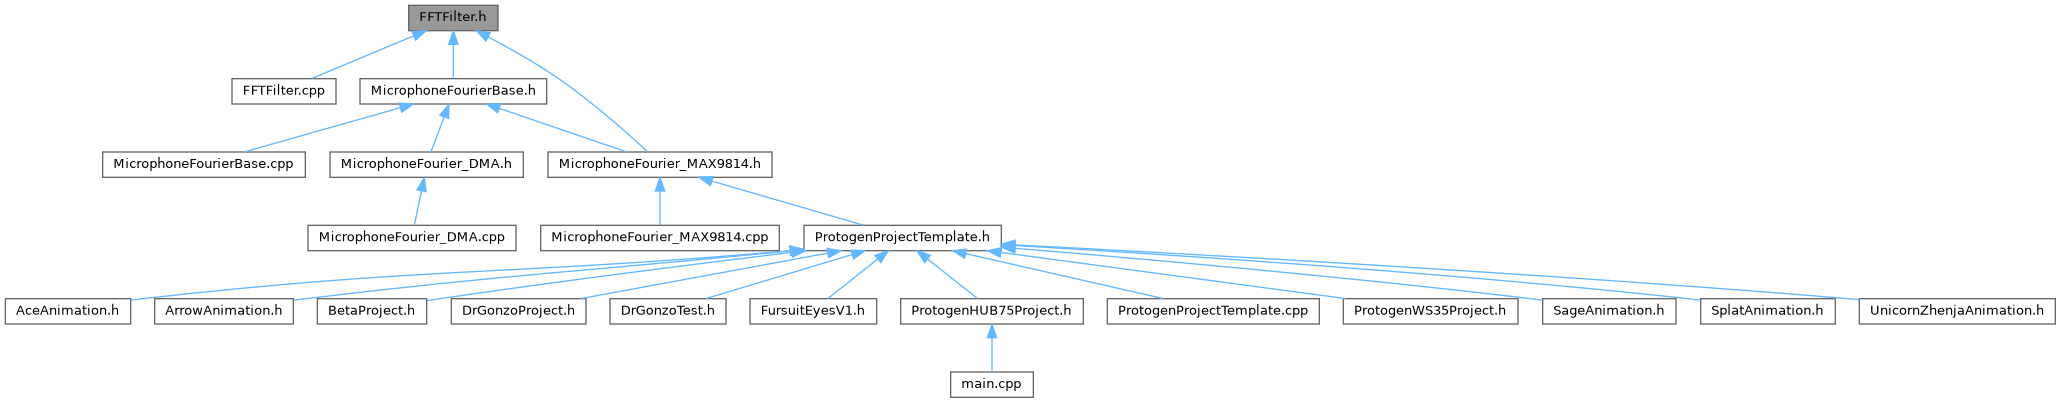 FFTFilter.h
FFTFilter.cpp
MicrophoneFourierBase.h
MicrophoneFourierBase.cpp
MicrophoneFourier_DMA.h
MicrophoneFourier_MAX9814.h
MicrophoneFourier_DMA.cpp
MicrophoneFourier_MAX9814.cpp
ProtogenProjectTemplate.h
AceAnimation.h
ArrowAnimation.h
BetaProject.h
DrGonzoProject.h
DrGonzoTest.h
FursuitEyesV1.h
ProtogenHUB75Project.h
ProtogenProjectTemplate.cpp
ProtogenWS35Project.h
SageAnimation.h
SplatAnimation.h
UnicornZhenjaAnimation.h
main.cpp